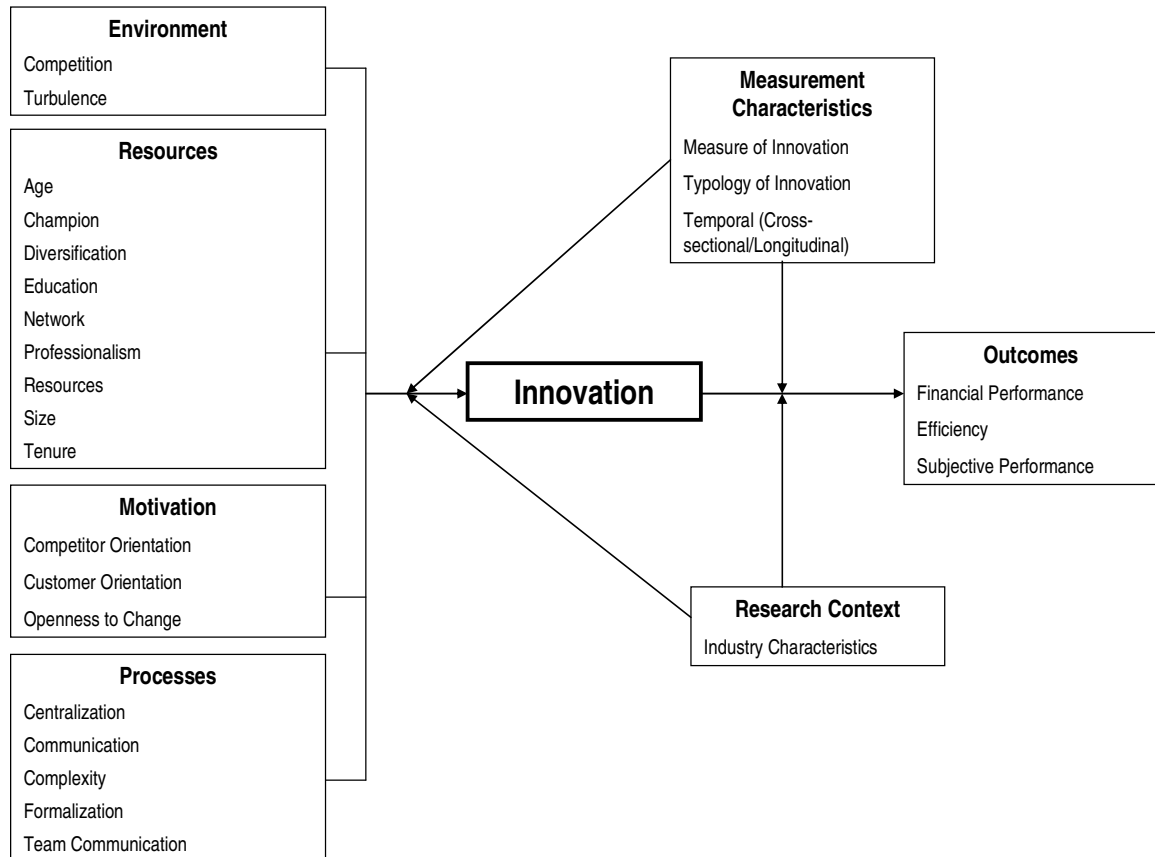 Environment
Competition
Turbulence
Resources
Age
Champion
Diversification
Education
Network
Professionalism
Resources
Size
Tenure
Motivation
Competitor Orientation
Customer Orientation
Openness to Change
Processes
Centralization
Communication
Complexity
Formalization
Team Communication
Innovation
Measurement
Characteristics
Measure of Innovation
Typology of Innovation
Temporal (Cross-
sectional/Longitudinal)
Research Context
Industry Characteristics
Outcomes
Financial Performance
Efficiency
Subjective Performance